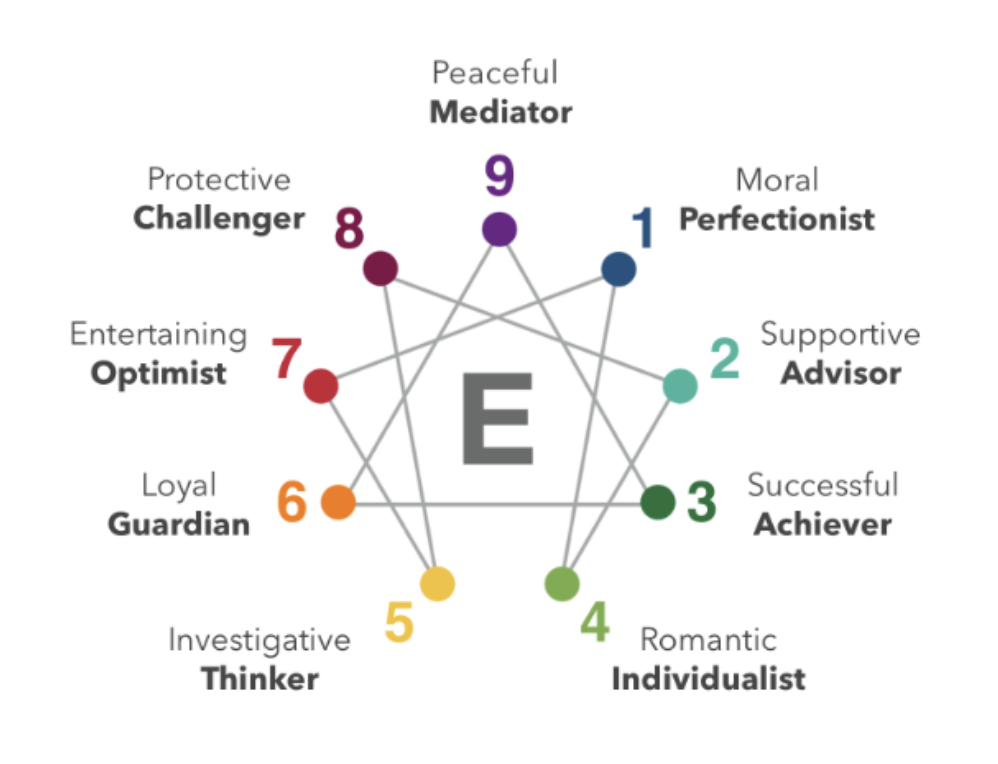 Peaceful
Mediator
9
Protective
Challenger
8
1
Moral
Perfectionist
Entertaining
Optimist
7
2
Supportive
Advisor
E
Loyal
Guardian
6
3
Successful
Achiever
5
Investigative
Thinker
4
Romantic
Individualist